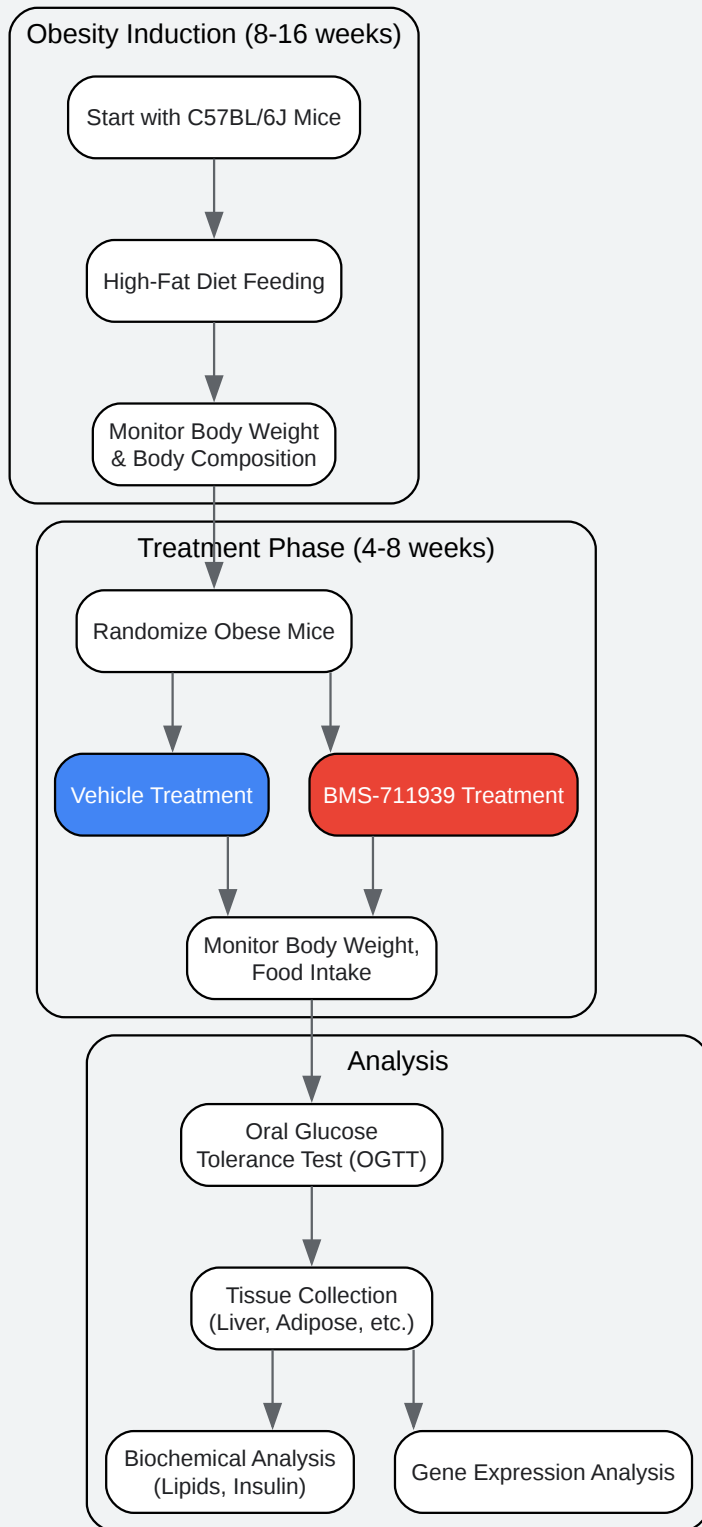 Obesity Induction (8-16 weeks)
Start with C57BL/6J Mice
High-Fat Diet Feeding
Monitor Body Weight
& Body Composition
Treatment Phase (4-8 weeks)
Randomize Obese Mice
Vehicle Treatment
BMS-711939 Treatment
Monitor Body Weight,
Food Intake
Analysis
Oral Glucose
Tolerance Test (OGTT)
Tissue Collection
(Liver, Adipose, etc.)
Biochemical Analysis
(Lipids, Insulin)
Gene Expression Analysis